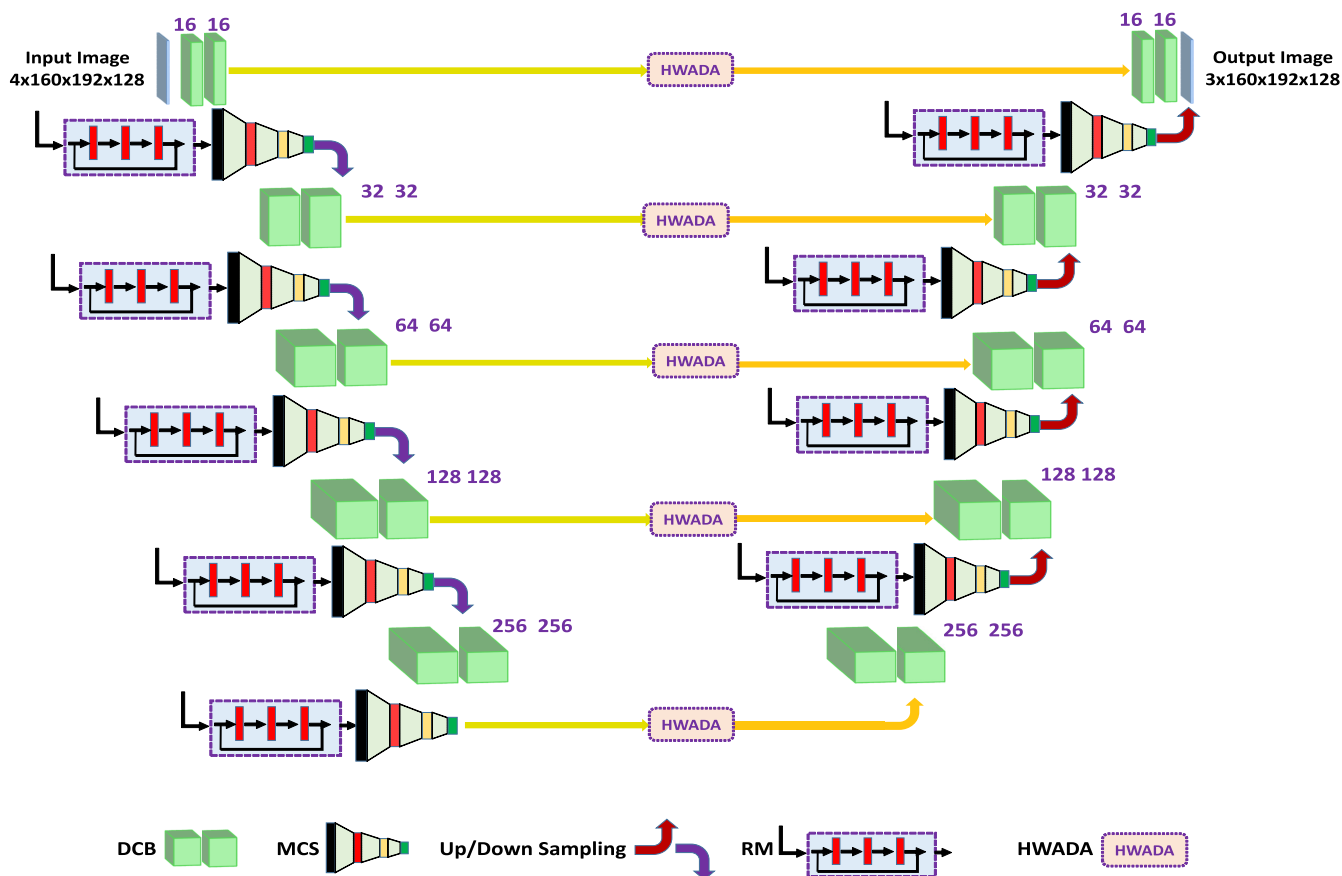 16 16
16 16
Input Image
4x160x192x128
HWADA
Output Image
3x160x192x128
32 32
HWADA
32 32
64 64
HWADA
64 64
128 128
HWADA
128 128
256 256
256 256
HWADA
DCB
MCS
Up/Down Sampling
RM
HWADA
HWADA